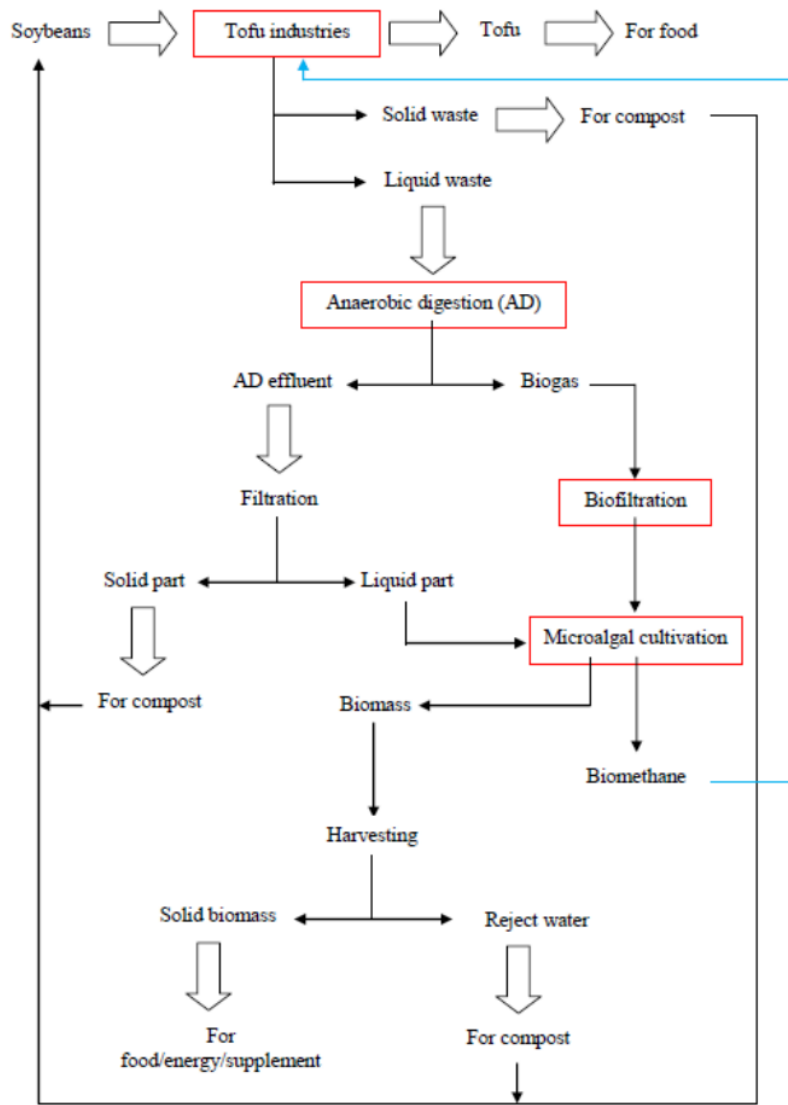 Soybeans
Tofu industries
Tofu
For food
Solid waste
For compost
Liquid waste
Anaerobic digestion (AD)
AD effluent
Biogas
Filtration
Biofiltration
Solid part
Liquid part
Microalgal cultivation
For compost
Biomass
Biomethane
Harvesting
Solid biomass
Reject water
For
food/energy/supplement
For compost